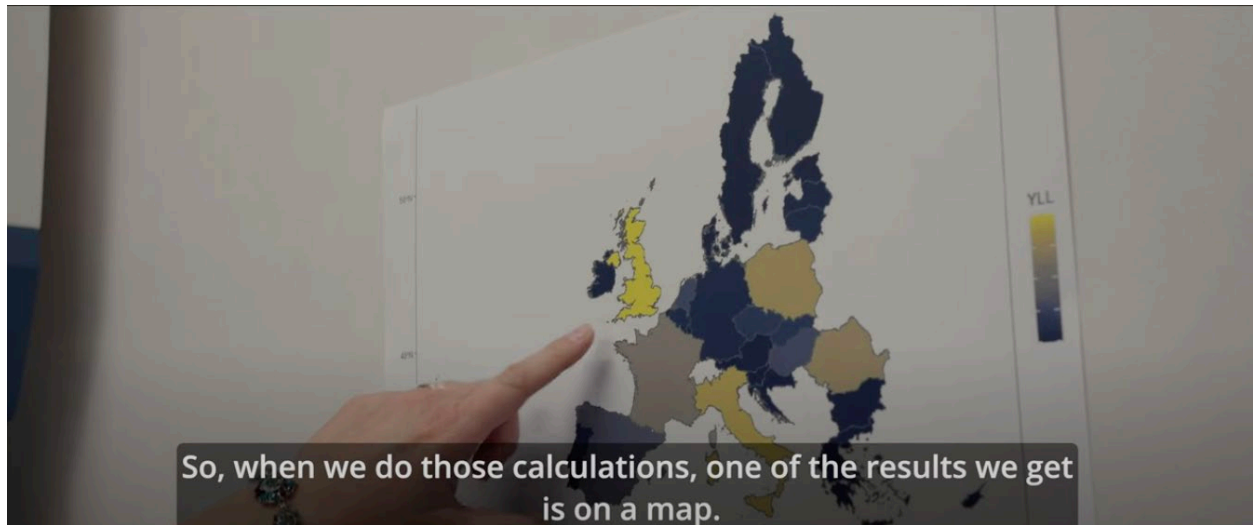 YLL
So, when we do those calculations, one of the results we get
is on a map.